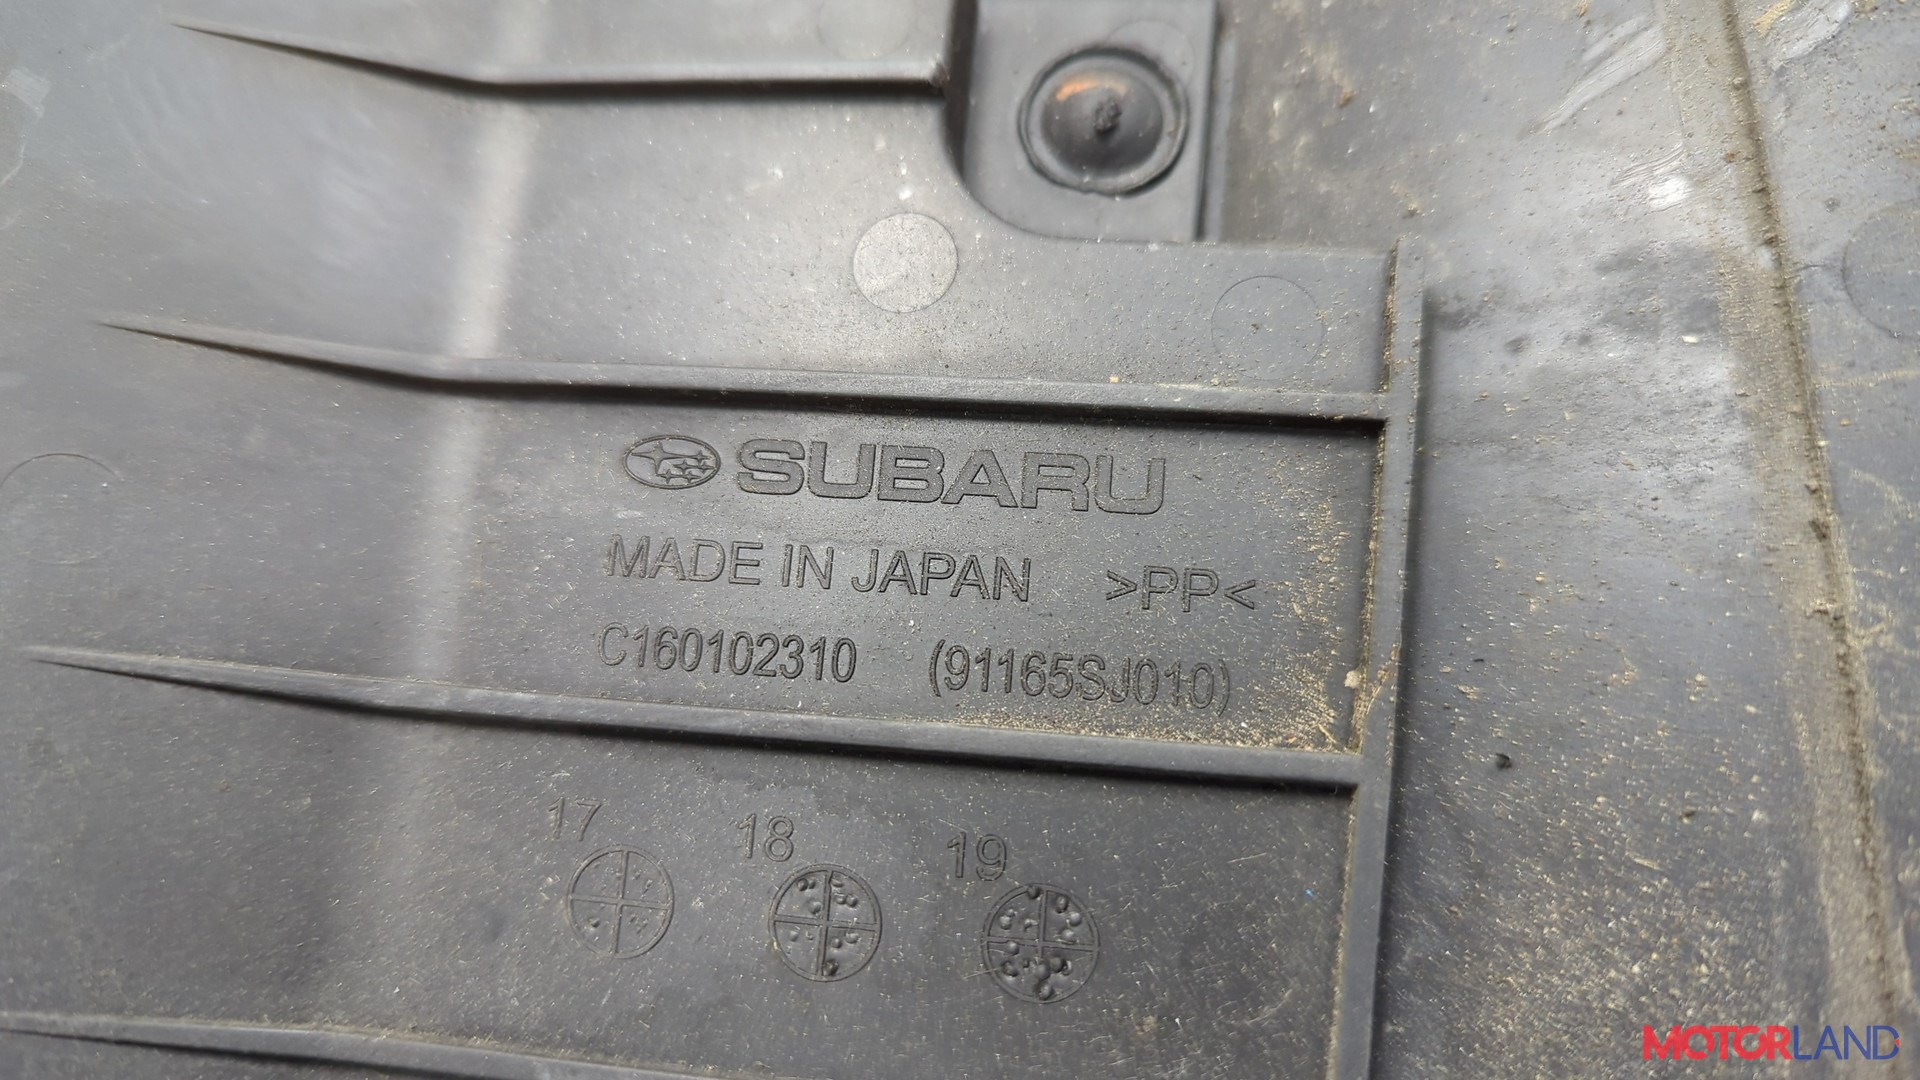 SUBARU
MADE IN JAPAN >PP<
C160102310 (91165SJ010)
17 18 19
MOTORLAND